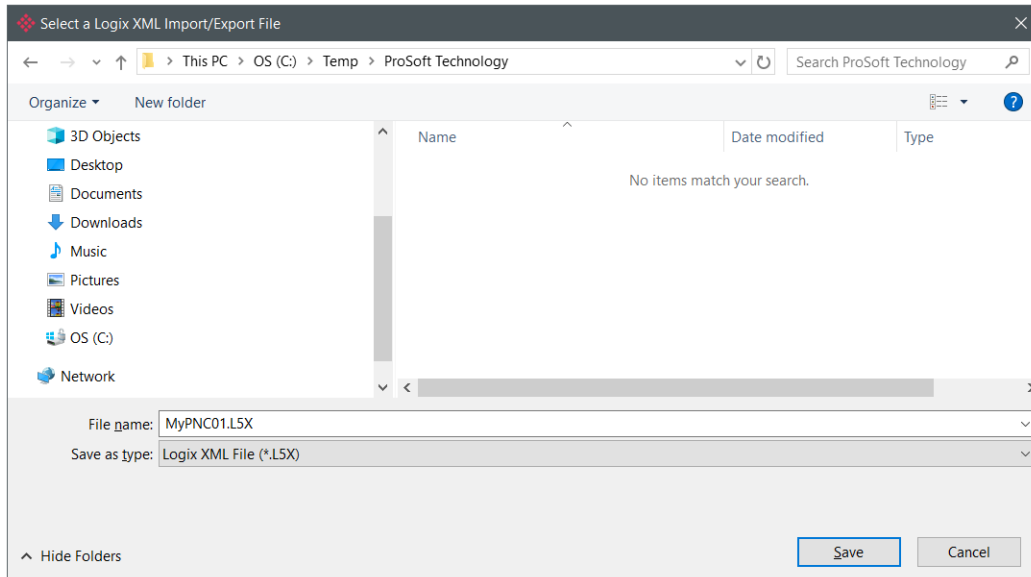 Select a Logix XML Import/Export File
This PC > OS (C:) > Temp > ProSoft Technology
Search ProSoft Technology
Organize New folder
?
3D Objects
Desktop
Documents
Downloads
Music
Pictures
Videos
OS (C:)
Network
Name Date modified Type
No items match your search.
File name: MyPNC01.L5X
Save as type: Logix XML File (*.L5X)
Hide Folders
Save Cancel